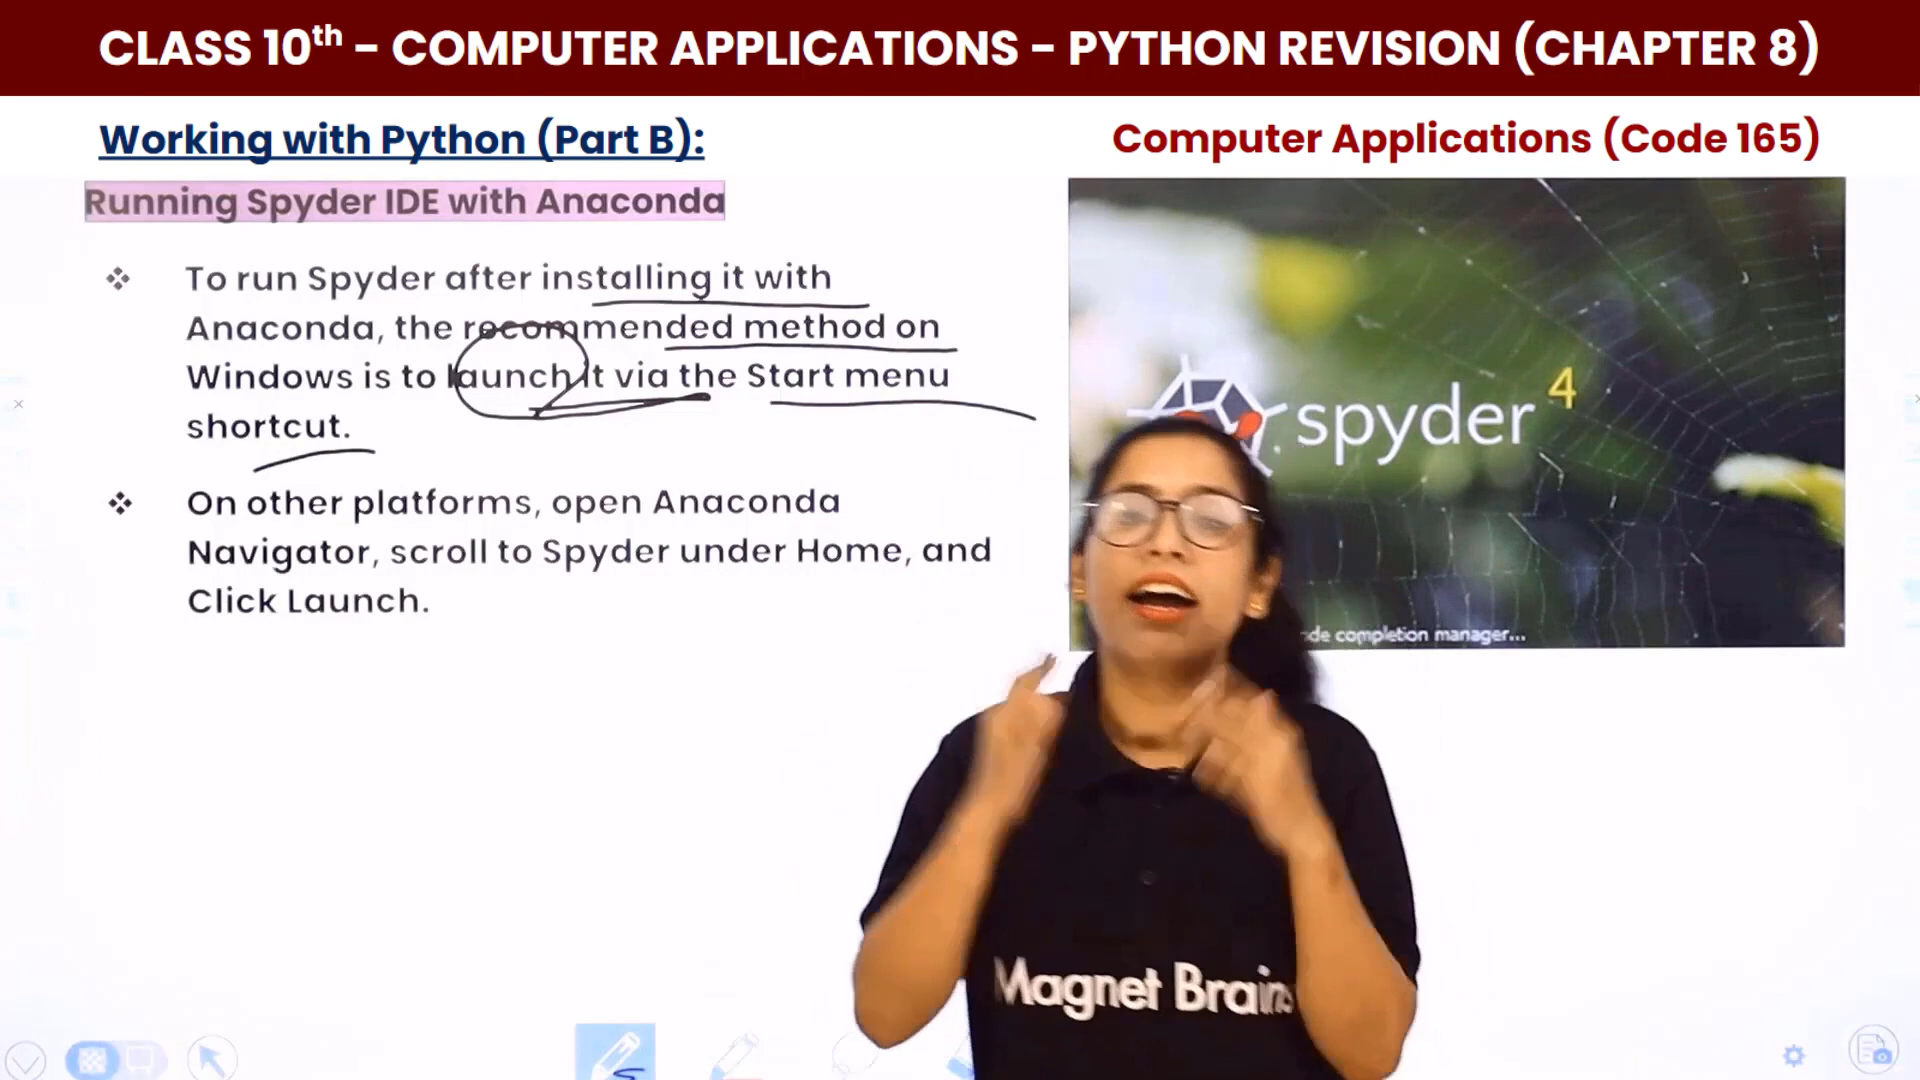 CLASS 10th – COMPUTER APPLICATIONS – PYTHON REVISION (CHAPTER 8)
Working with Python (Part B):
Computer Applications (Code 165)
Running Spyder IDE with Anaconda
To run Spyder after installing it with
Anaconda, the recommended method on
Windows is to launch it via the Start menu
shortcut.
On other platforms, open Anaconda
Navigator, scroll to Spyder under Home, and
Click Launch.
spyder 4
completion manager...
Magnet Brains